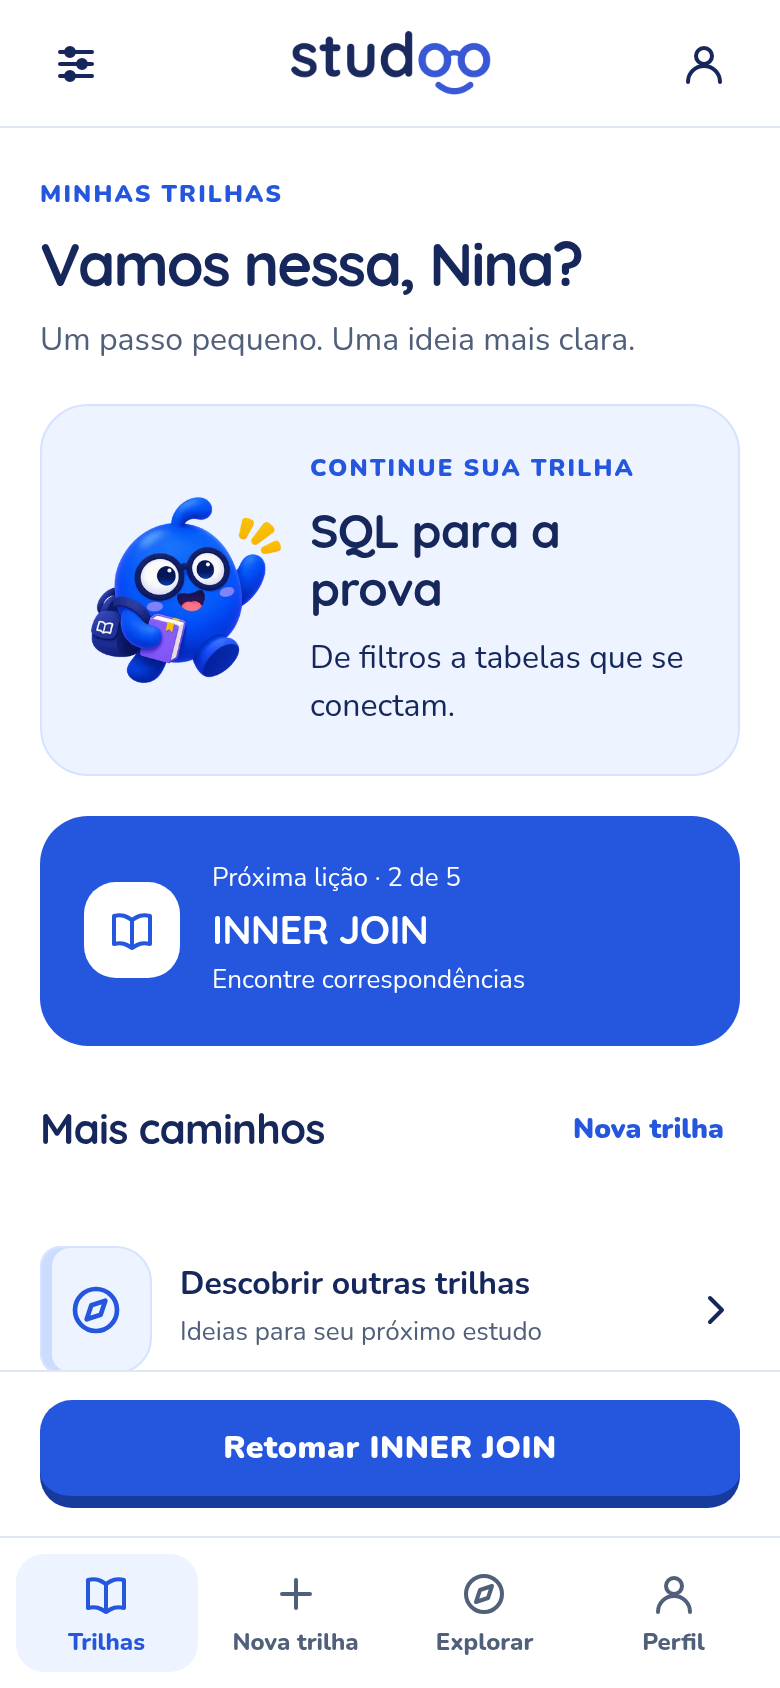 studoo
MINHAS TRILHAS
Vamos nessa, Nina?
Um passo pequeno. Uma ideia mais clara.
CONTINUE SUA TRILHA
SQL para a
prova
De filtros a tabelas que se
conectam.
Próxima lição · 2 de 5
INNER JOIN
Encontre correspondências
Mais caminhos
Nova trilha
Descobrir outras trilhas
Ideias para seu próximo estudo
Retomar INNER JOIN
Trilhas
Nova trilha
Explorar
Perfil